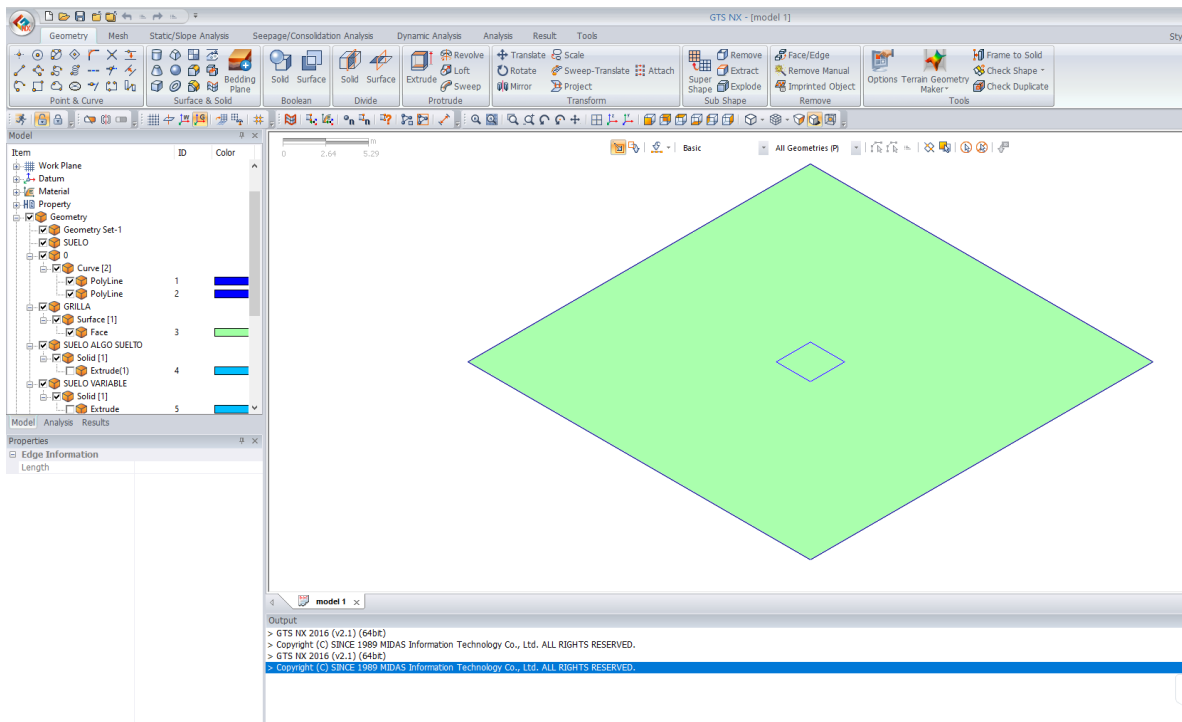 GTS NX - [model 1]
Geometry Mesh Static/Slope Analysis Seepage/Consolidation Analysis Dynamic Analysis Analysis Result Tools Sty
Revolve Translate Scale Remove Face/Edge Frame to Solid
Loft Rotate Sweep-Translate Attach Extract Remove Manual Check Shape
Bedding Plane Solid Surface Solid Surface Extrude Sweep Mirror Project Super Shape Explode Imprinted Object Options Terrain Geometry Maker Check Duplicate
Point & Curve Surface & Solid Boolean Divide Protrude Transform Sub Shape Remove Tools
Model
Item ID Color
Work Plane
Datum
Material
Property
Geometry
Geometry Set-1
SUELO
0
Curve [2]
PolyLine 1
PolyLine 2
GRILLA
Surface [1]
Face 3
SUELO ALGO SUELTO
Solid [1]
Extrude(1) 4
SUELO VARIABLE
Solid [1]
Extrude 5
Model Analysis Results
Properties
Edge Information
Length
m
0 2.64 5.29
Basic All Geometries (P)
model 1
Output
> GTS NX 2016 (v2.1) (64bit)
> Copyright (C) SINCE 1989 MIDAS Information Technology Co., Ltd. ALL RIGHTS RESERVED.
> GTS NX 2016 (v2.1) (64bit)
> Copyright (C) SINCE 1989 MIDAS Information Technology Co., Ltd. ALL RIGHTS RESERVED.